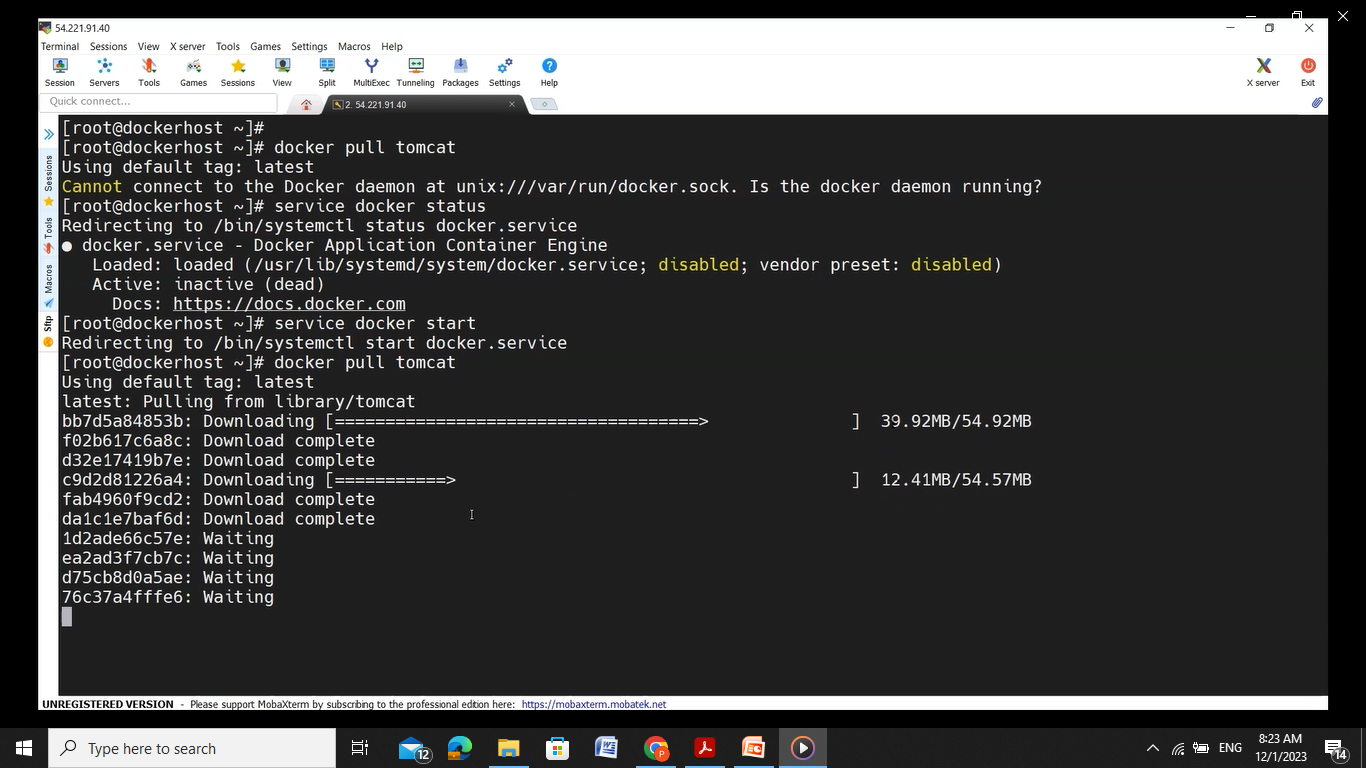 54.221.91.40
Terminal Sessions View X server Tools Games Settings Macros Help
Session Servers Tools Games Sessions View Split MultiExec Tunneling Packages Settings Help X server Exit
Quick connect...
2. 54.221.91.40
Sessions
Tools
Macros
Sftp
[root@dockerhost ~]#
[root@dockerhost ~]# docker pull tomcat
Using default tag: latest
Cannot connect to the Docker daemon at unix:///var/run/docker.sock. Is the docker daemon running?
[root@dockerhost ~]# service docker status
Redirecting to /bin/systemctl status docker.service
● docker.service - Docker Application Container Engine
Loaded: loaded (/usr/lib/systemd/system/docker.service; disabled; vendor preset: disabled)
Active: inactive (dead)
Docs: https://docs.docker.com
[root@dockerhost ~]# service docker start
Redirecting to /bin/systemctl start docker.service
[root@dockerhost ~]# docker pull tomcat
Using default tag: latest
latest: Pulling from library/tomcat
bb7d5a84853b: Downloading [====================================> ] 39.92MB/54.92MB
f02b617c6a8c: Download complete
d32e17419b7e: Download complete
c9d2d81226a4: Downloading [===========> ] 12.41MB/54.57MB
fab4960f9cd2: Download complete
da1c1e7baf6d: Download complete
1d2ade66c57e: Waiting
ea2ad3f7cb7c: Waiting
d75cb8d0a5ae: Waiting
76c37a4fffe6: Waiting
UNREGISTERED VERSION - Please support MobaXterm by subscribing to the professional edition here: https://mobaxterm.mobatek.net
Type here to search
12
ENG
8:23 AM
12/1/2023
14